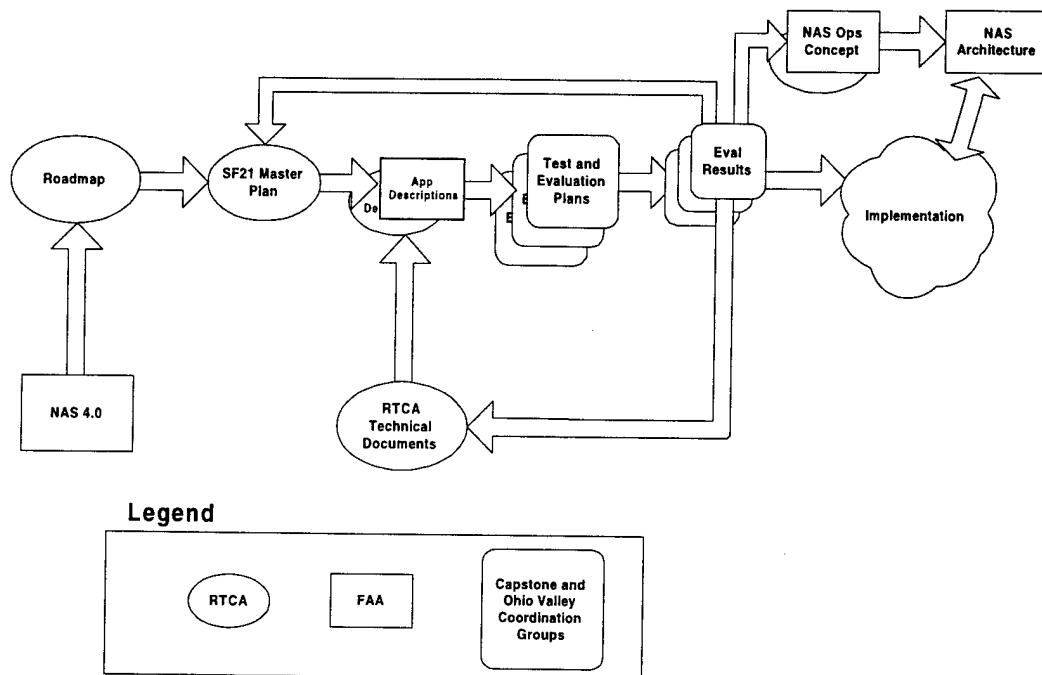 NAS Ops
Concept
NAS
Architecture
Roadmap
SF21 Master
Plan
App
Descriptions
De
Test and
Evaluation
Plans
E
E
Eval
Results
Implementation
NAS 4.0
RTCA
Technical
Documents
Legend
RTCA
FAA
Capstone and
Ohio Valley
Coordination
Groups